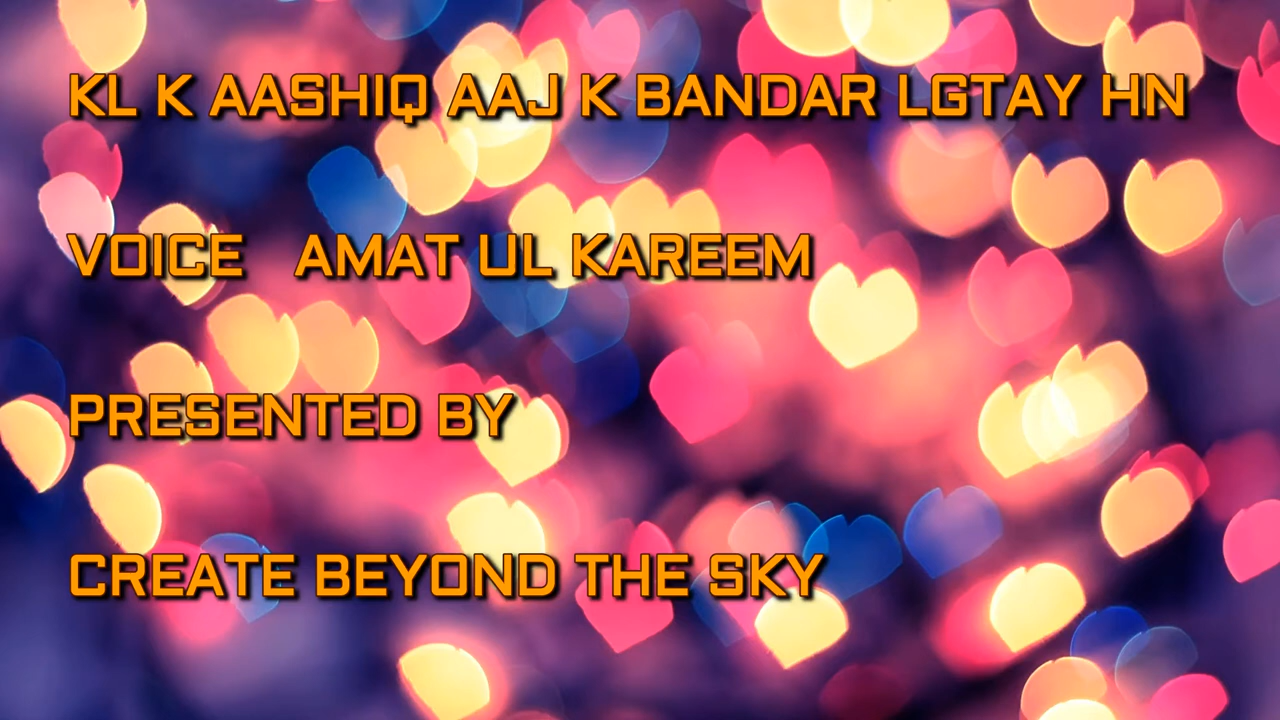 KL K AASHIQ AAJ K BANDAR LGTAY HN
VOICE AMAT UL KAREEM
PRESENTED BY
CREATE BEYOND THE SKY